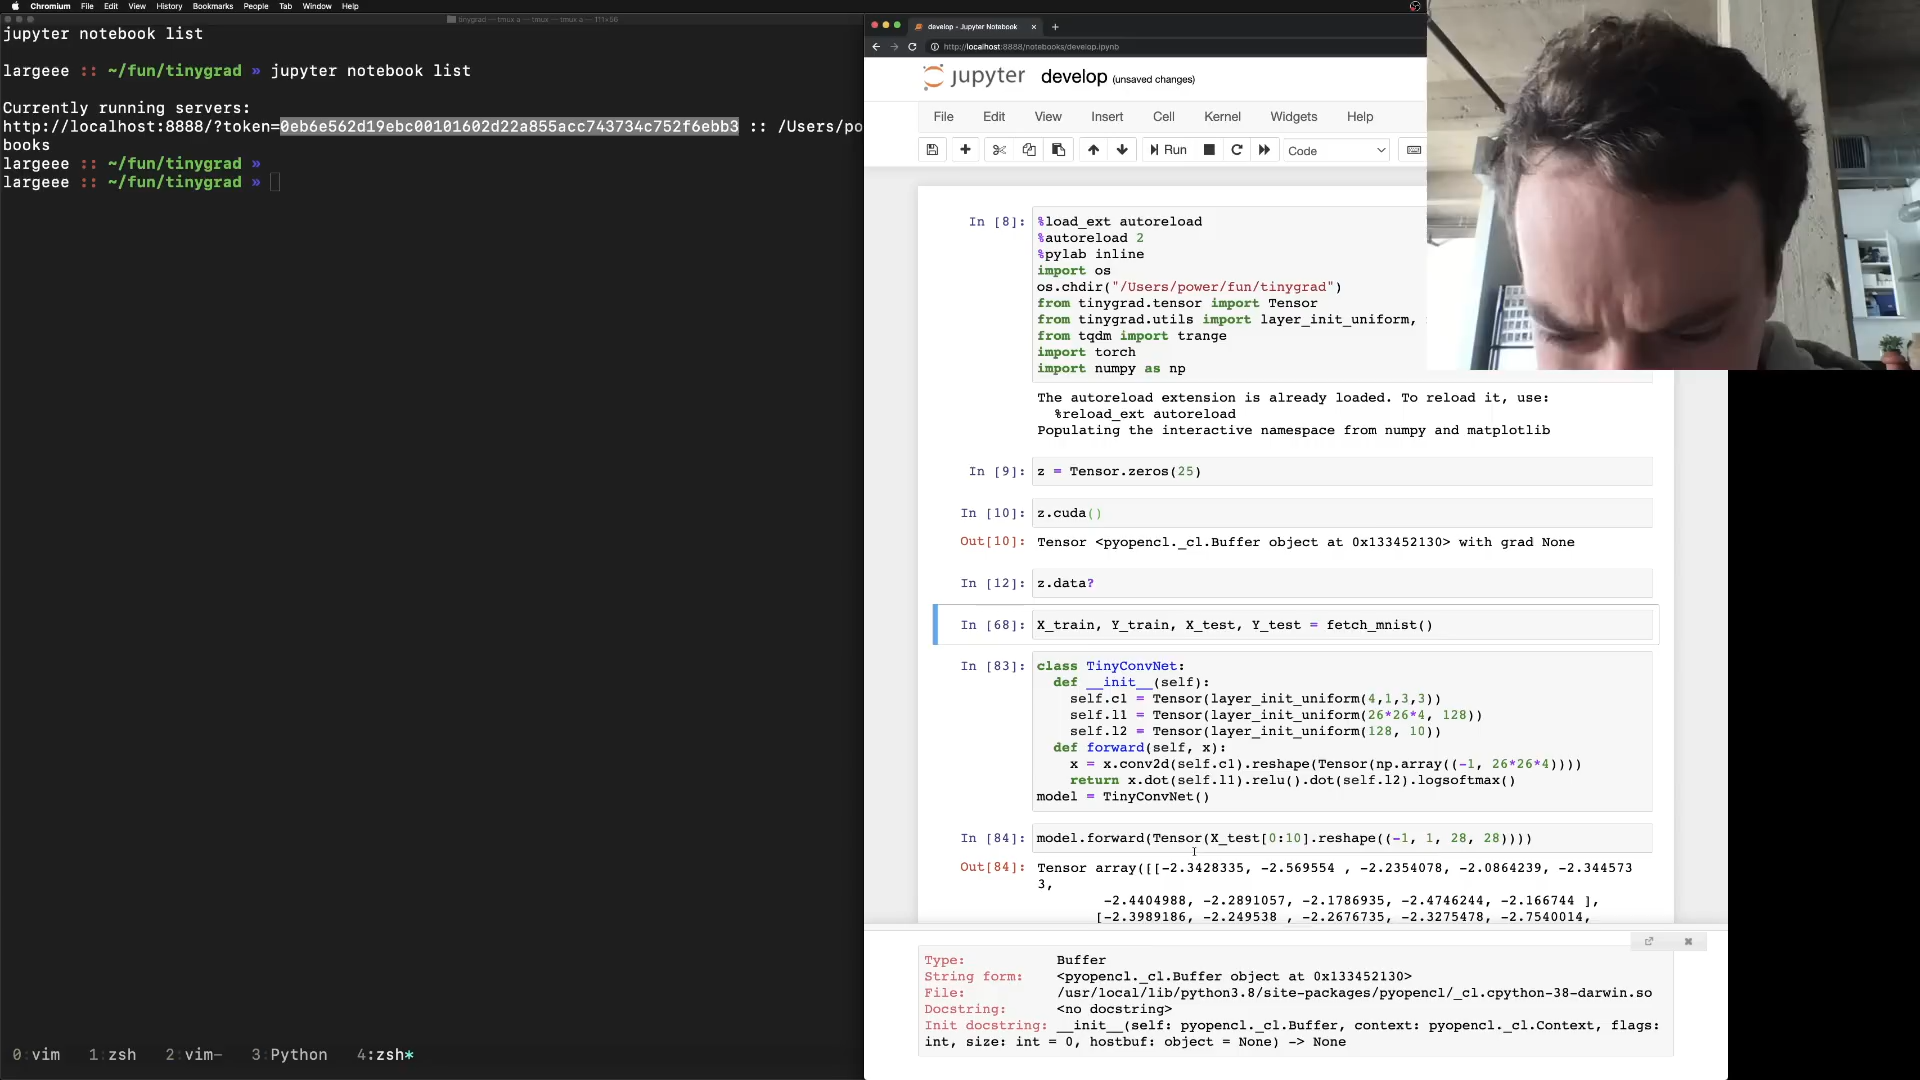 Chromium File Edit View History Bookmarks People Tab Window Help
tinygrad — tmux a — tmux — tmux a — 111×56
jupyter notebook list
largeee :: ~/fun/tinygrad » jupyter notebook list
Currently running servers:
http://localhost:8888/?token=0eb6e562d19ebc00101602d22a855acc743734c752f6ebb3 :: /Users/po
books
largeee :: ~/fun/tinygrad »
largeee :: ~/fun/tinygrad »
0 vim 1:zsh 2:vim- 3 Python 4:zsh*
develop - Jupyter Notebook
http://localhost:8888/notebooks/develop.ipynb
jupyter develop (unsaved changes)
File Edit View Insert Cell Kernel Widgets Help
Run Code
In [8]: %load_ext autoreload
%autoreload 2
%pylab inline
import os
os.chdir("/Users/power/fun/tinygrad")
from tinygrad.tensor import Tensor
from tinygrad.utils import layer_init_uniform,
from tqdm import trange
import torch
import numpy as np
The autoreload extension is already loaded. To reload it, use:
%reload_ext autoreload
Populating the interactive namespace from numpy and matplotlib
In [9]: z = Tensor.zeros(25)
In [10]: z.cuda()
Out[10]: Tensor <pyopencl._cl.Buffer object at 0x133452130> with grad None
In [12]: z.data?
In [68]: X_train, Y_train, X_test, Y_test = fetch_mnist()
In [83]: class TinyConvNet:
def __init__(self):
self.c1 = Tensor(layer_init_uniform(4,1,3,3))
self.l1 = Tensor(layer_init_uniform(26*26*4, 128))
self.l2 = Tensor(layer_init_uniform(128, 10))
def forward(self, x):
x = x.conv2d(self.c1).reshape(Tensor(np.array((-1, 26*26*4))))
return x.dot(self.l1).relu().dot(self.l2).logsoftmax()
model = TinyConvNet()
In [84]: model.forward(Tensor(X_test[0:10].reshape((-1, 1, 28, 28))))
Out[84]: Tensor array([[-2.3428335, -2.569554 , -2.2354078, -2.0864239, -2.344573
3,
-2.4404988, -2.2891057, -2.1786935, -2.4746244, -2.166744 ],
[-2.3989186, -2.249538 , -2.2676735, -2.3275478, -2.7540014,
Type: Buffer
String form: <pyopencl._cl.Buffer object at 0x133452130>
File: /usr/local/lib/python3.8/site-packages/pyopencl/_cl.cpython-38-darwin.so
Docstring: <no docstring>
Init docstring: __init__(self: pyopencl._cl.Buffer, context: pyopencl._cl.Context, flags:
int, size: int = 0, hostbuf: object = None) -> None